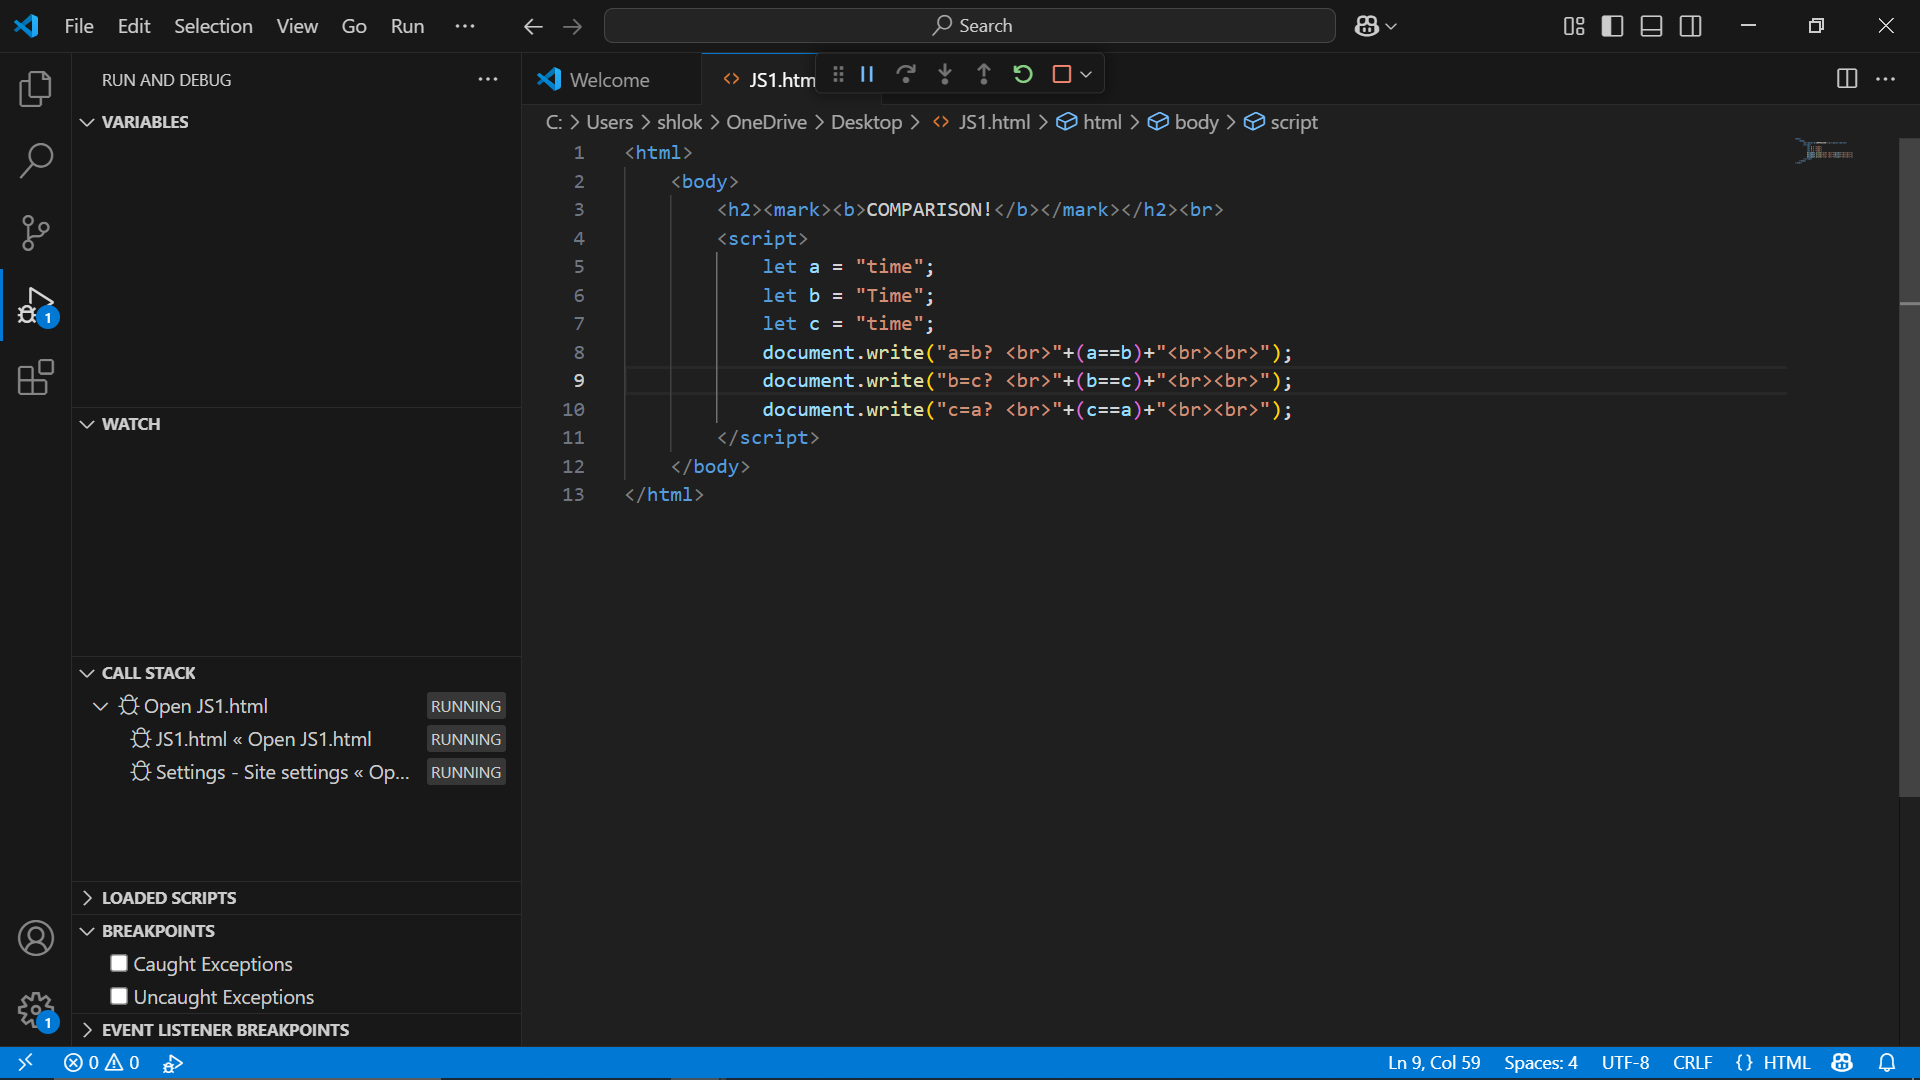 File Edit Selection View Go Run ··· Search
RUN AND DEBUG ···
Welcome
JS1.htm
VARIABLES
C: > Users > shlok > OneDrive > Desktop > JS1.html > html > body > script
1 <html>
2 <body>
3 <h2><mark><b>COMPARISON!</b></mark></h2><br>
4 <script>
5 let a = "time";
6 let b = "Time";
7 let c = "time";
8 document.write("a=b? <br>"+(a==b)+"<br><br>");
9 document.write("b=c? <br>"+(b==c)+"<br><br>");
10 document.write("c=a? <br>"+(c==a)+"<br><br>");
11 </script>
12 </body>
13 </html>
1
WATCH
CALL STACK
Open JS1.html RUNNING
JS1.html « Open JS1.html RUNNING
Settings - Site settings « Op... RUNNING
LOADED SCRIPTS
BREAKPOINTS
Caught Exceptions
Uncaught Exceptions
1
EVENT LISTENER BREAKPOINTS
0 0 Ln 9, Col 59 Spaces: 4 UTF-8 CRLF {} HTML